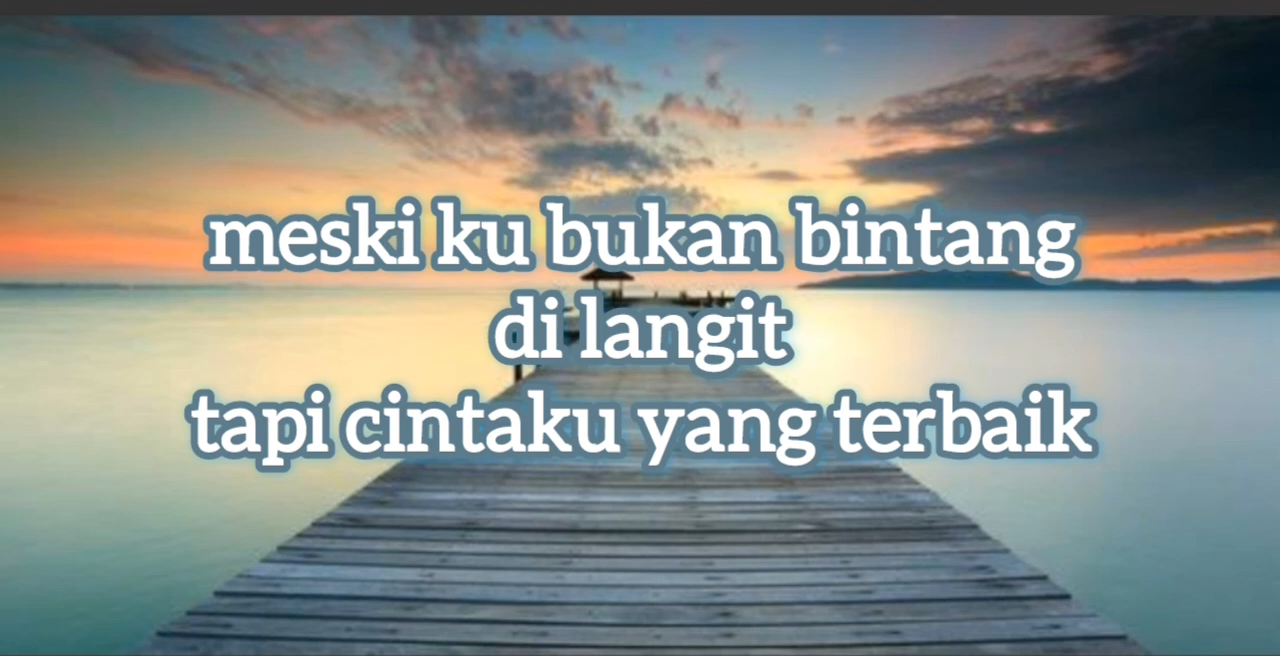 meski ku bukan bintang
di langit
tapi cintaku yang terbaik